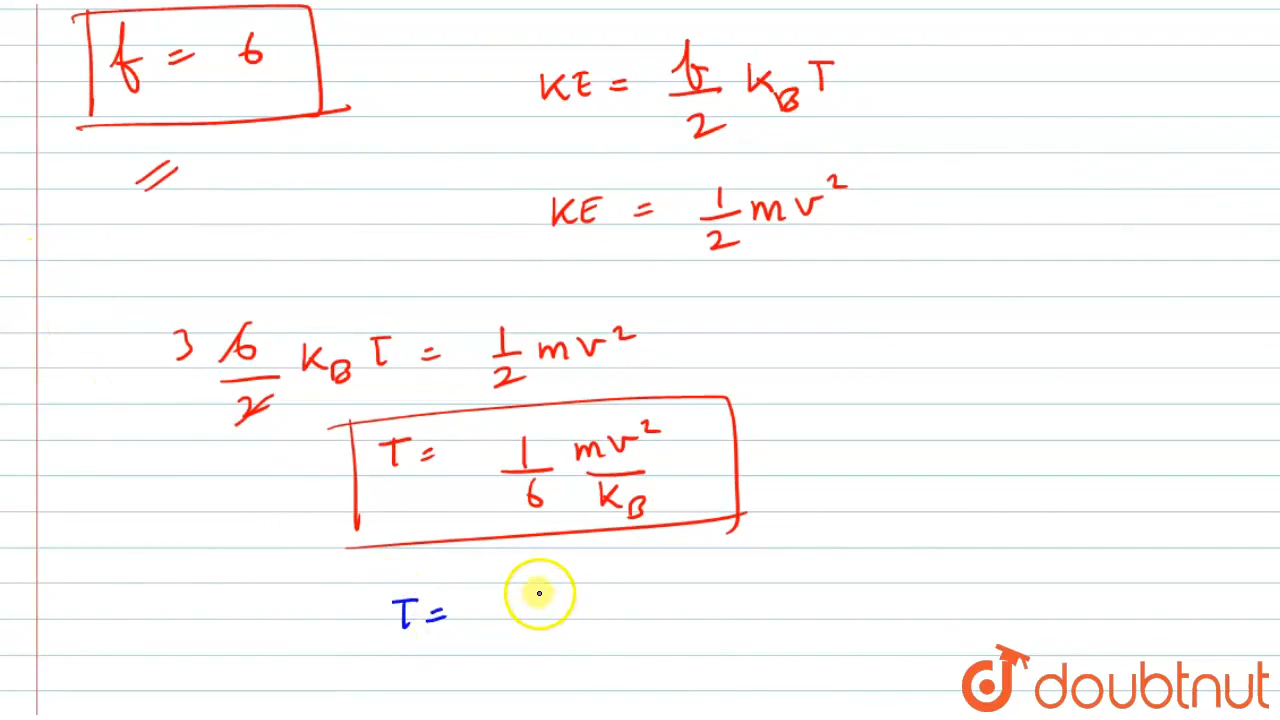 f = 6
KE = f/2 K_B T
KE = 1/2 mv²
3 6/2 K_B T = 1/2 mv²
T = 1/6 mv²/K_B
T =
doubtnut